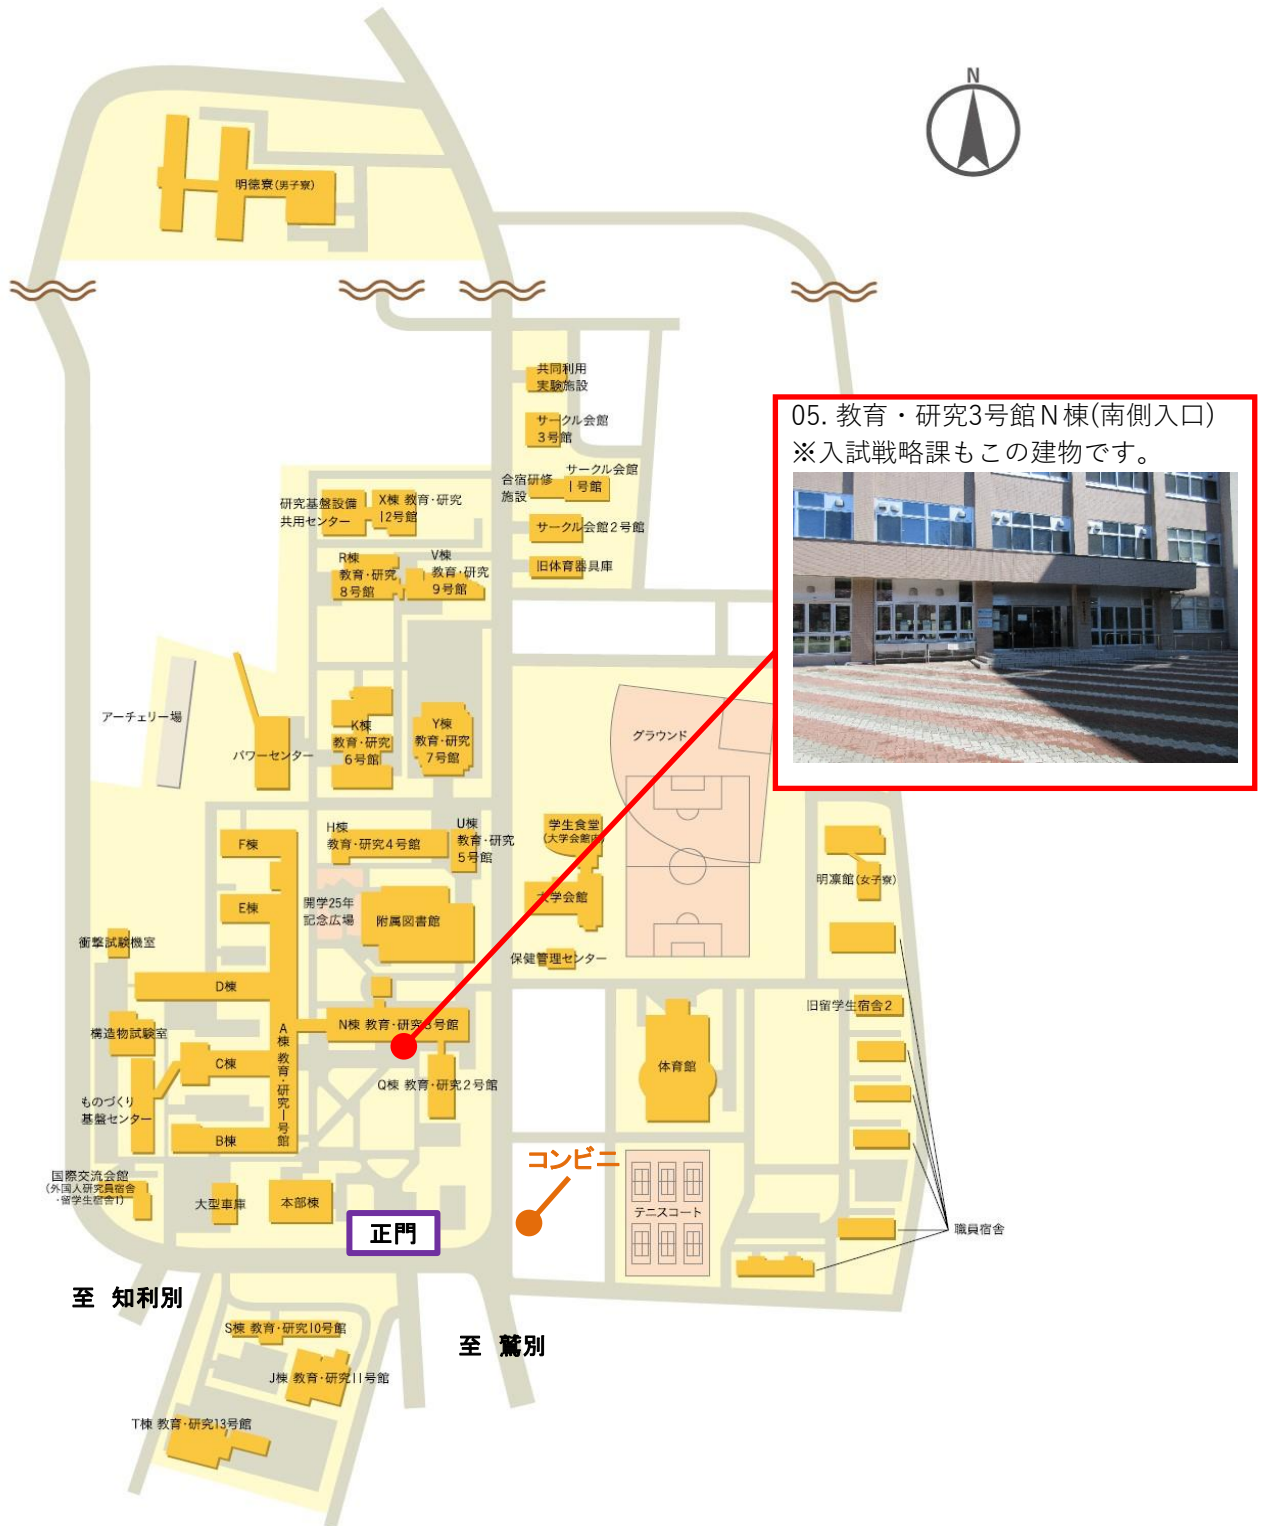 N
明徳寮(男子寮)
共同利用
実験施設
サークル会館
3号館
合宿研修
施設
サークル会館
1号館
サークル会館2号館
旧体育器具庫
05. 教育・研究3号館N棟(南側入口)
※入試戦略課もこの建物です。
研究基盤設備
共用センター
X棟 教育・研究
12号館
R棟
教育・研究
8号館
V棟
教育・研究
9号館
アーチェリー場
パワーセンター
K棟
教育・研究
6号館
Y棟
教育・研究
7号館
グラウンド
F棟
H棟
教育・研究4号館
U棟
教育・研究
5号館
学生食堂
(大学会館内)
明凛館(女子寮)
E棟
開学25年
記念広場
附属図書館
大学会館
衝撃試験機室
保健管理センター
D棟
旧留学生宿舎2
構造物試験室
A棟 教育・研究1号館
N棟 教育・研究3号館
体育館
C棟
Q棟 教育・研究2号館
ものづくり
基盤センター
B棟
コンビニ
国際交流会館
(外国人研究員宿舎
・留学生宿舎1)
大型車庫
本部棟
正門
テニスコート
職員宿舎
至 知利別
至 鷲別
S棟 教育・研究10号館
J棟 教育・研究11号館
T棟 教育・研究13号館